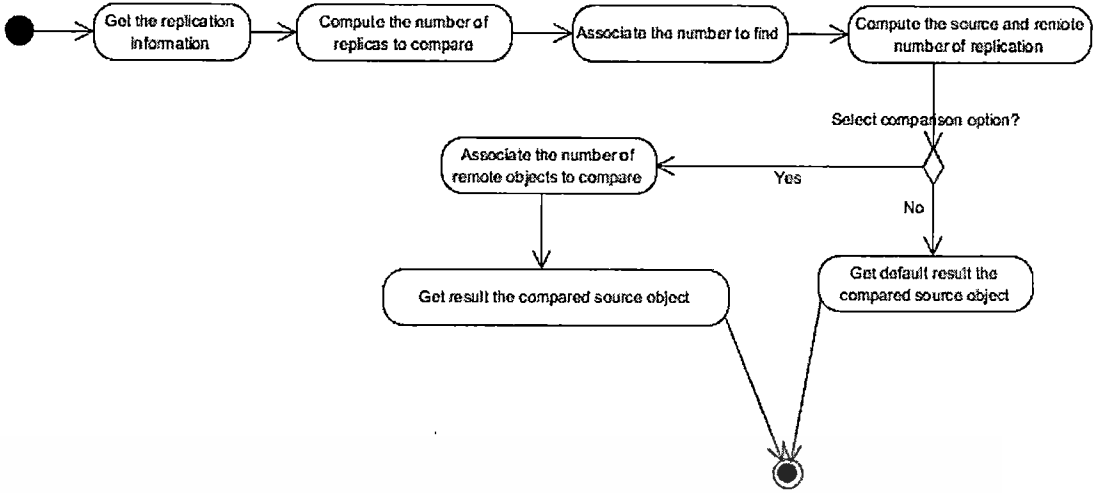 Get the replication
information
Compute the number of
replicas to compare
Associate the number to find
Compute the source and remote
number of replication
Select comparison option?
Associate the number of
remote objects to compare
Yes
No
Get default result the
compared source object
Get result the compared source object